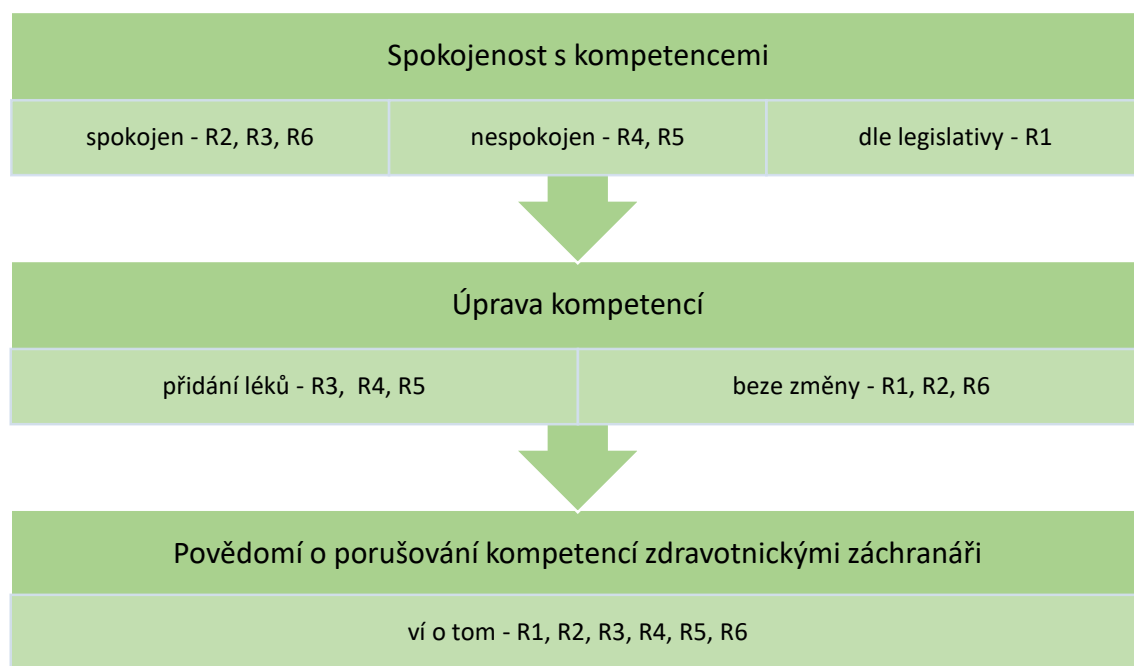 Spokojenost s kompetencemi
spokojen - R2, R3, R6
nespokojen - R4, R5
dle legislativy - R1
Úprava kompetencí
přidání léků - R3, R4, R5
beze změny - R1, R2, R6
Povědomí o porušování kompetencí zdravotnickými záchranáři
ví o tom - R1, R2, R3, R4, R5, R6